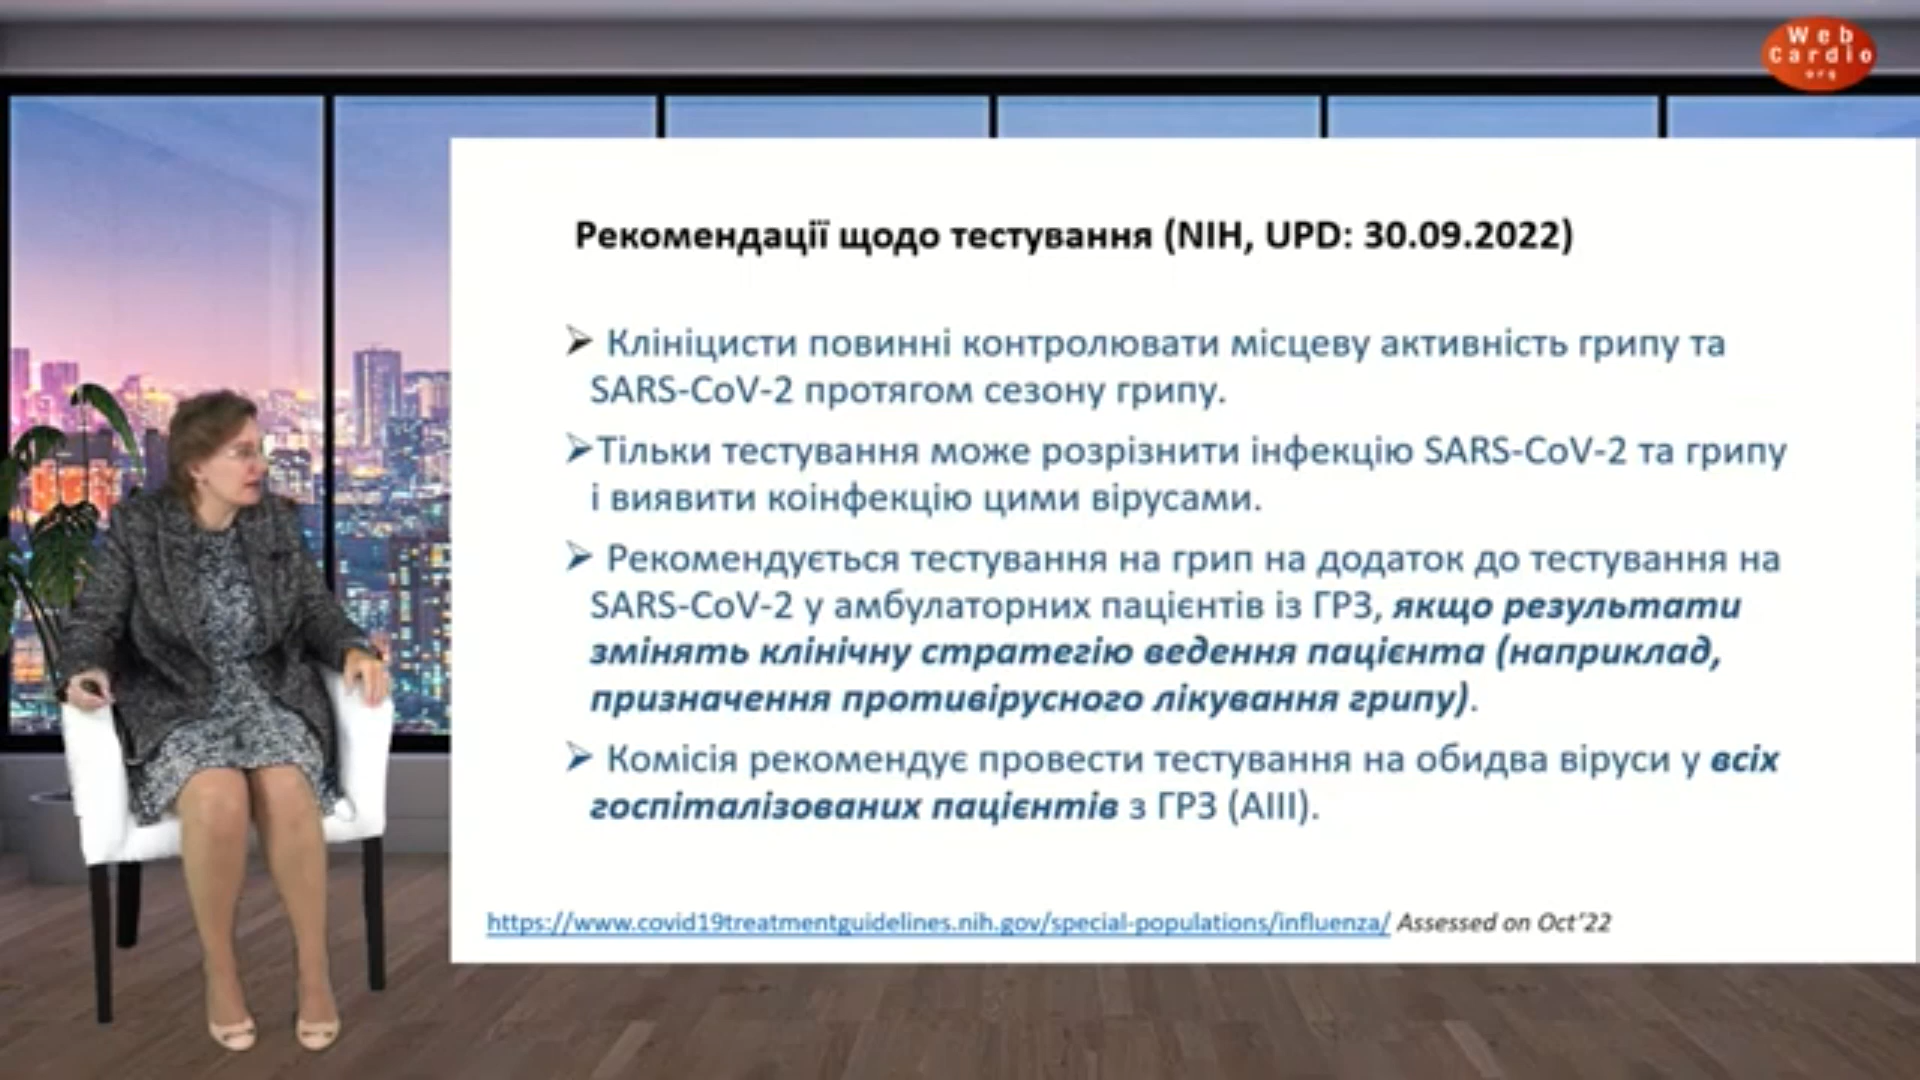 Web
Cardio
org
Рекомендації щодо тестування (NIH, UPD: 30.09.2022)
➢ Клініцисти повинні контролювати місцеву активність грипу та
SARS-CoV-2 протягом сезону грипу.
➢Тільки тестування може розрізнити інфекцію SARS-CoV-2 та грипу
і виявити коінфекцію цими вірусами.
➢ Рекомендується тестування на грип на додаток до тестування на
SARS-CoV-2 у амбулаторних пацієнтів із ГРЗ, якщо результати
змінять клінічну стратегію ведення пацієнта (наприклад,
призначення противірусного лікування грипу).
➢ Комісія рекомендує провести тестування на обидва віруси у всіх
госпіталізованих пацієнтів з ГРЗ (AIII).
https://www.covid19treatmentguidelines.nih.gov/special-populations/influenza/ Assessed on Oct'22